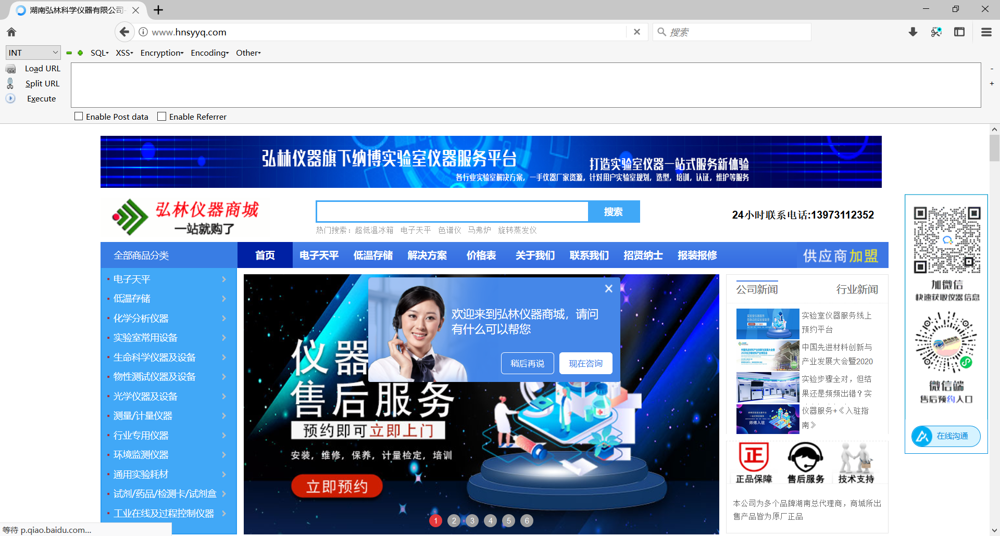 湖南弘林科学仪器有限公司-
www.hnsyyq.com
搜索
INT
SQL
XSS
Encryption
Encoding
Other
Load URL
Split URL
Execute
-
+
Enable Post data
Enable Referrer
弘林仪器旗下纳博实验室仪器服务平台
打造实验室仪器一站式服务新体验
各行业实验室解决方案，一手仪器厂家资源，针对用户实验室规划，选型，培训，认证，维护等服务
弘林仪器商城
一站就购了
搜索
热门搜索：超低温冰箱 电子天平 色谱仪 马弗炉 旋转蒸发仪
24小时联系电话:13973112352
全部商品分类
首页
电子天平
低温存储
解决方案
价格表
关于我们
联系我们
招贤纳士
报装报修
供应商加盟
电子天平
低温存储
化学分析仪器
实验室常用设备
生命科学仪器及设备
物性测试仪器及设备
光学仪器及设备
测量/计量仪器
行业专用仪器
环境监测仪器
通用实验耗材
试剂/药品/检测卡/试剂盒
工业在线及过程控制仪器
仪器
售后服务
预约即可立即上门
安装，维修，保养，计量检定，培训
立即预约
1 2 3 4 5 6
欢迎来到弘林仪器商城，请问
有什么可以帮您
稍后再说
现在咨询
公司新闻
行业新闻
实验室仪器服务线上
预约平台
中国先进材料创新与
产业发展大会暨2020
实验步骤全对，但结
果还是频频出错？实
仪器服务+《入驻指
南》
师傅入驻
正
正品保障
售后服务
技术支持
本公司为多个品牌湖南总代理商，商城所出
售产品皆为原厂正品
加微信
快速获取仪器信息
微信端
售后预约入口
在线沟通
等待 p.qiao.baidu.com...